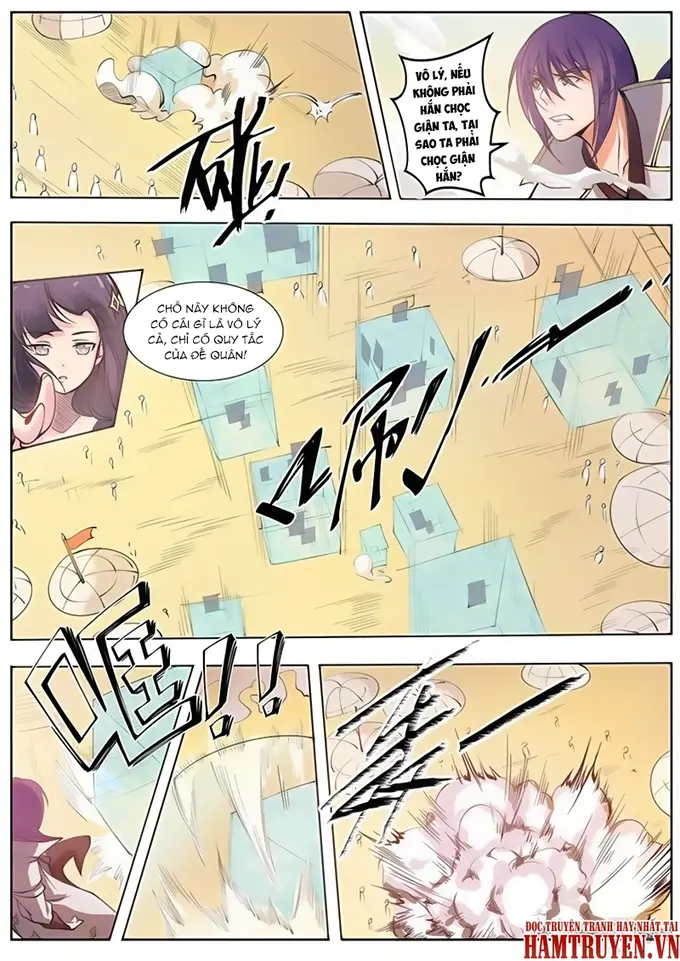 碰!
VÔ LÝ, NẾU
KHÔNG PHẢI
HẮN CHỌC
GIẬN TA, TẠI
SAO TA PHẢI
CHỌC GIẬN
HẮN?
CHỖ NÀY KHÔNG
CÓ CÁI GÌ LÀ VÔ LÝ
CẢ, CHỈ CÓ QUY TẮC
CỦA ĐẾ QUÂN!
刷
ĐỌC TRUYỆN TRANH HAY NHẤT TẠI
HAMTRUYEN.VN